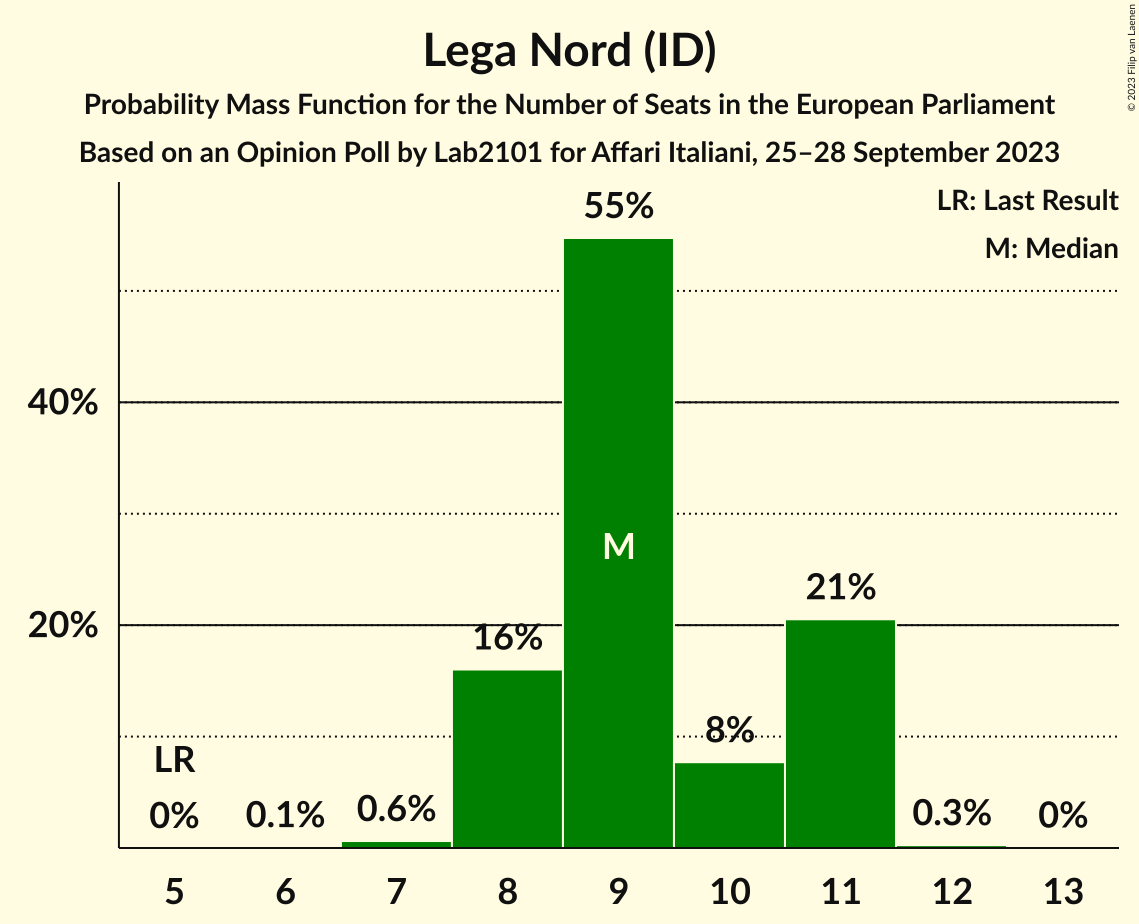 Lega Nord (ID)
Probability Mass Function for the Number of Seats in the European Parliament
Based on an Opinion Poll by Lab2101 for Affari Italiani, 25–28 September 2023
© 2023 Filip van Laenen
LR: Last Result
M: Median
55%
40%
M
21%
20%
16%
8%
LR
0%
0.1%
0.6%
0.3%
0%
5 6 7 8 9 10 11 12 13